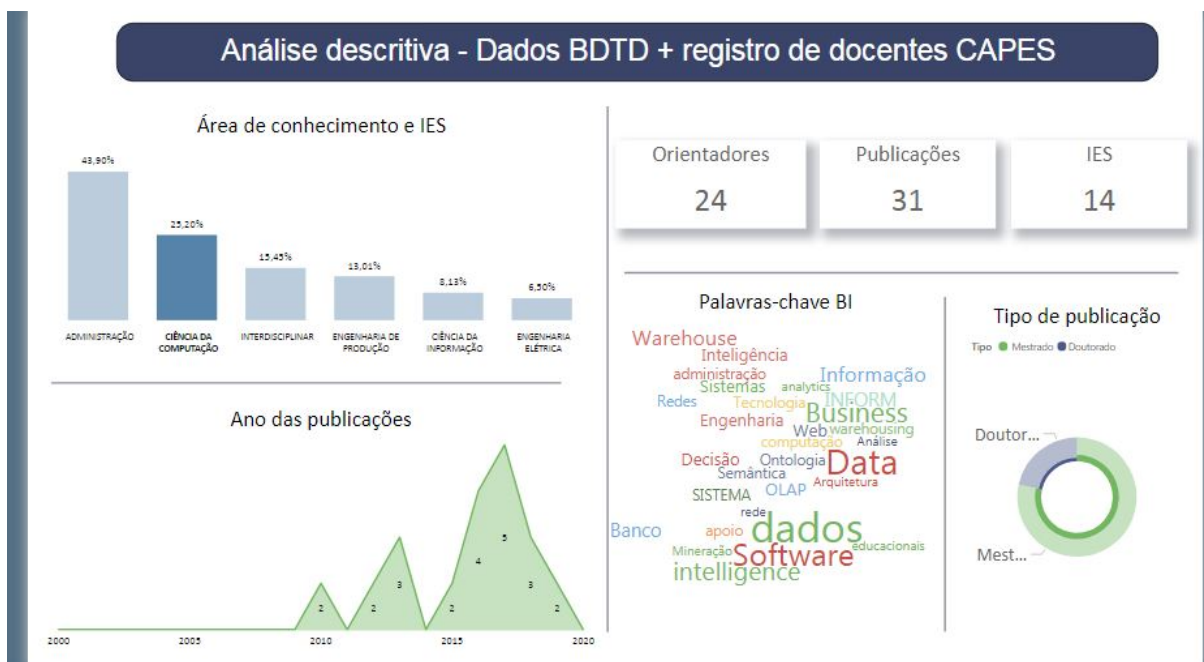 Análise descritiva - Dados BDTD + registro de docentes CAPES
Área de conhecimento e IES
43,90%
25,20%
15,45%
13,01%
8,13%
6,50%
ADMINISTRAÇÃO
CIÊNCIA DA
COMPUTAÇÃO
INTERDISCIPLINAR
ENGENHARIA DE
PRODUÇÃO
CIÊNCIA DA
INFORMAÇÃO
ENGENHARIA
ELÉTRICA
Ano das publicações
2
2
3
2
4
5
3
2
2000
2005
2010
2015
2020
Orientadores
24
Publicações
31
IES
14
Palavras-chave BI
Warehouse
Inteligência
administração
Informação
Sistemas
analytics
Redes
Tecnologia
INFORM
Business
Engenharia
Web
warehousing
computação
Análise
Decisão
Ontologia
Data
Semântica
Arquitetura
SISTEMA
OLAP
rede
dados
Banco
apoio
Mineração
Software
educacionais
intelligence
Tipo de publicação
Tipo Mestrado Doutorado
Doutor...
Mest...